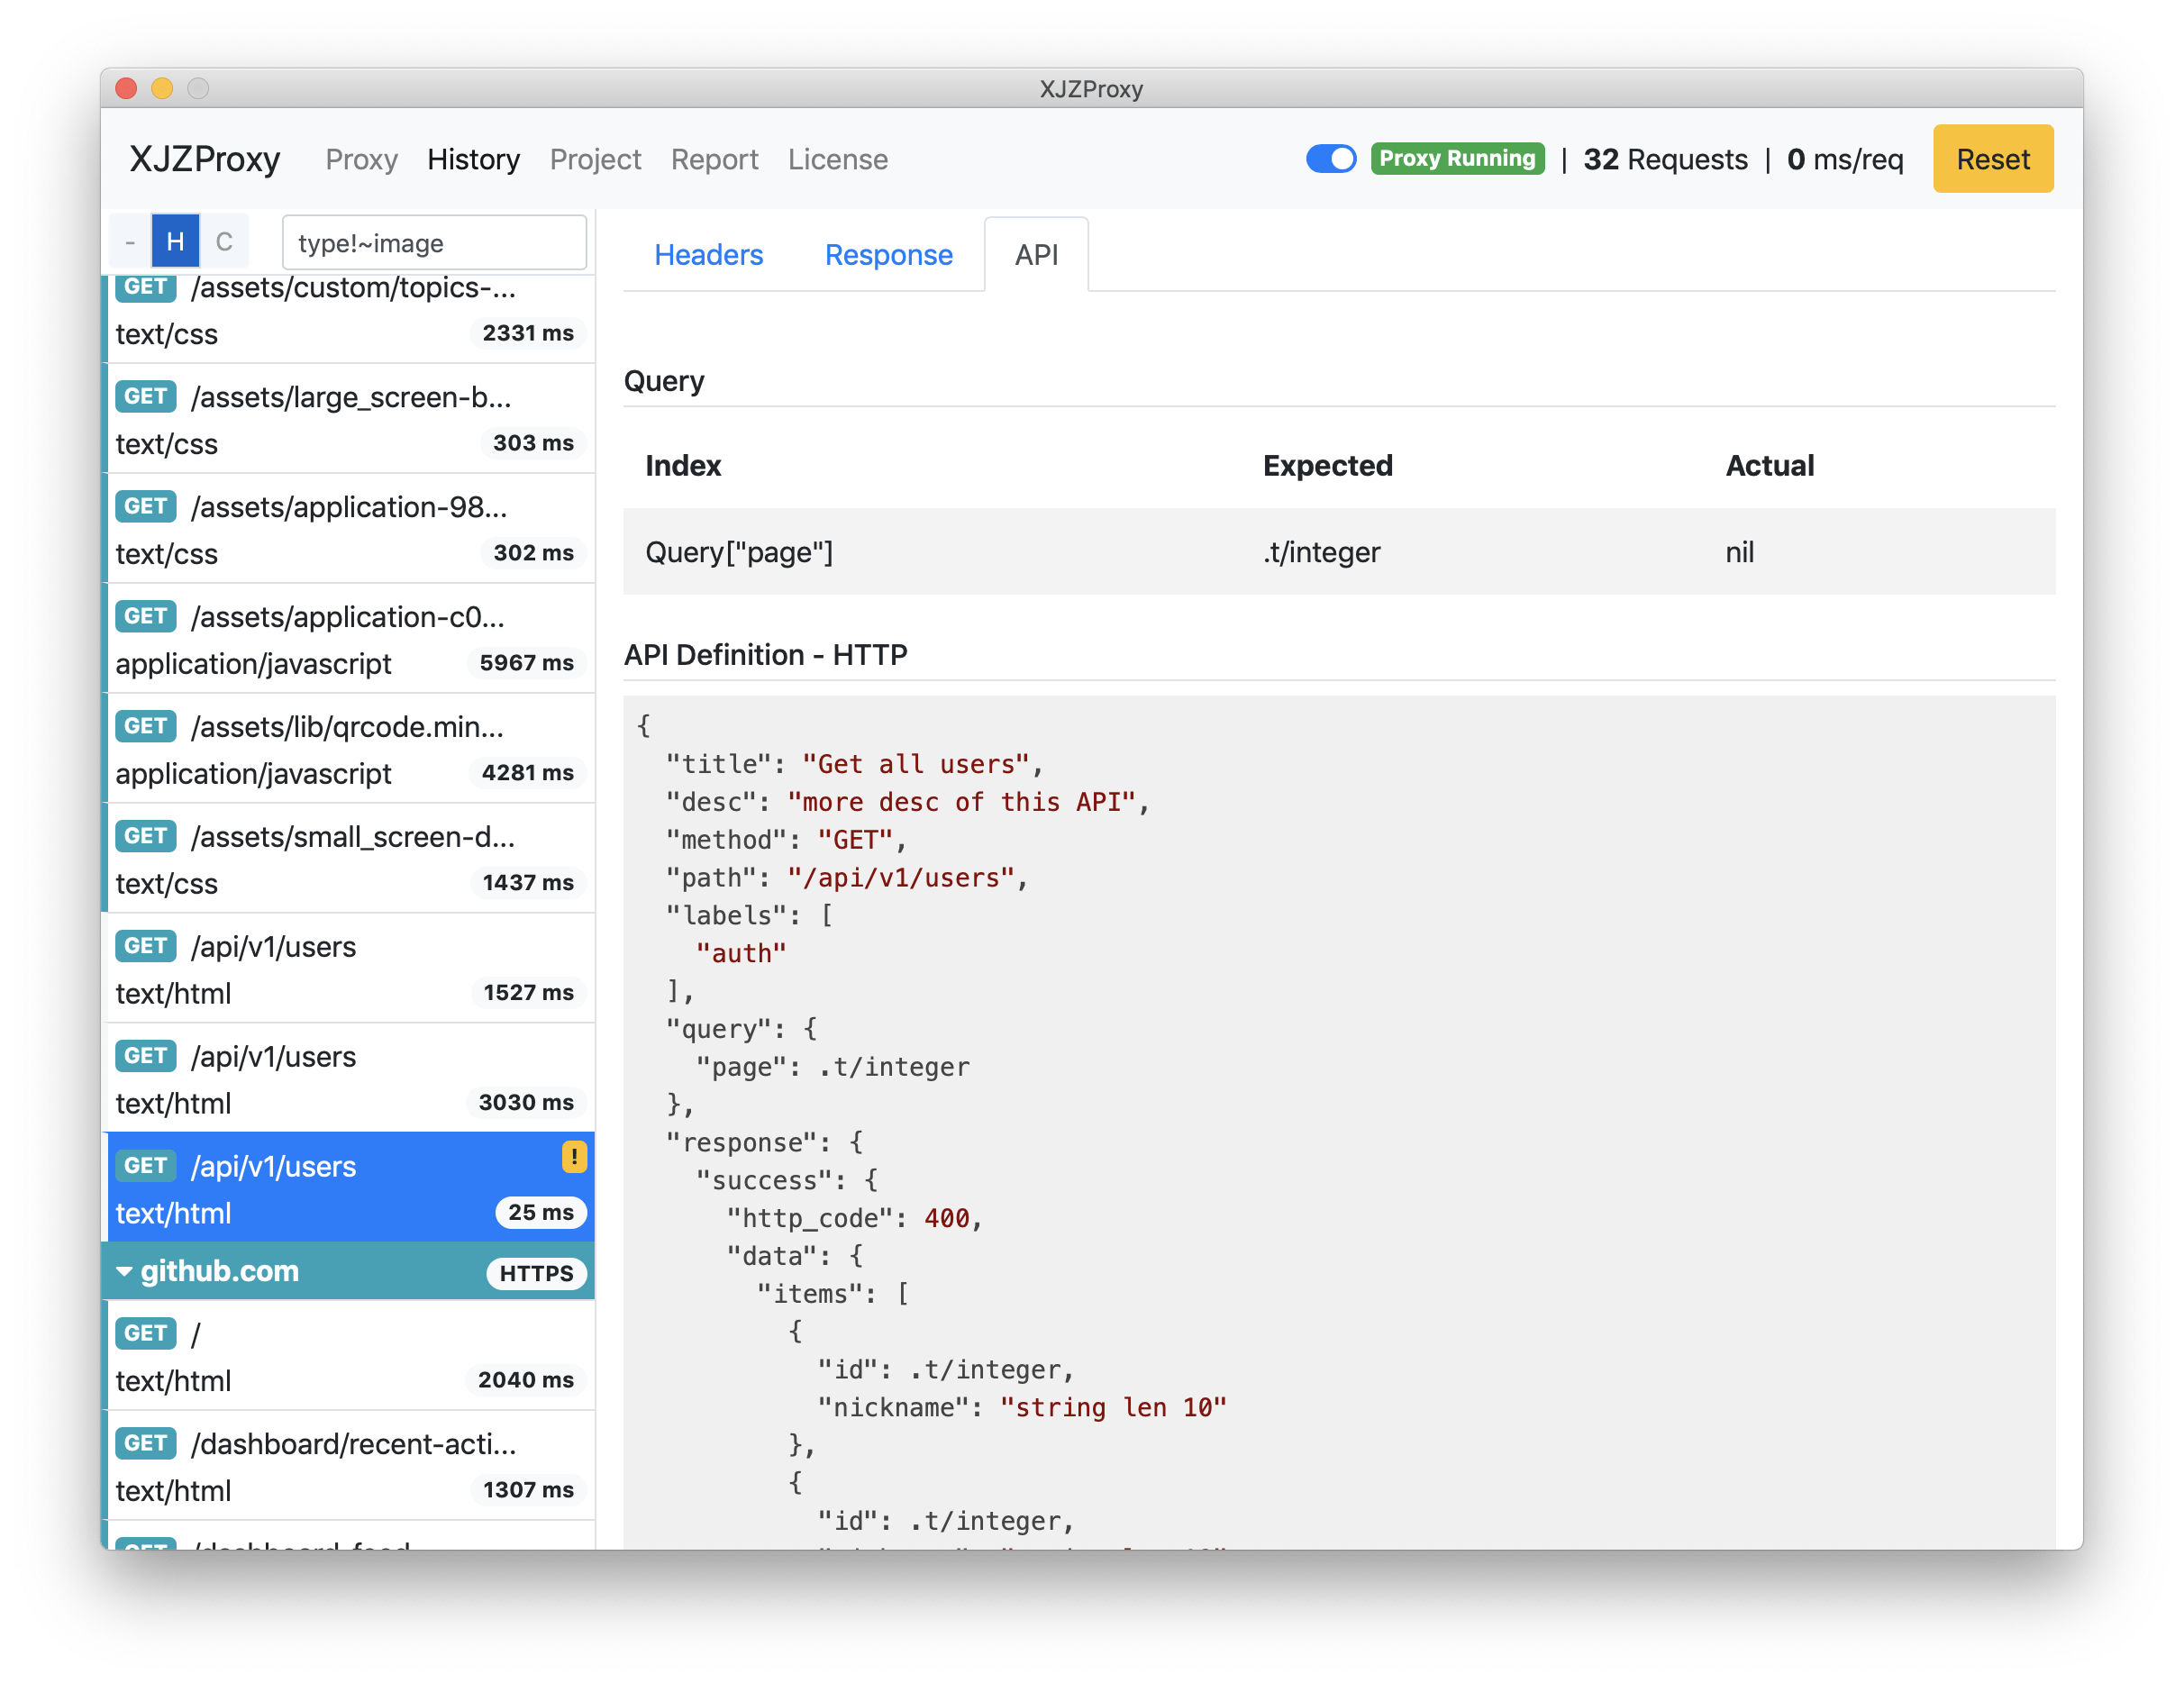 XJZProxy
XJZProxy Proxy History Project Report License Proxy Running | 32 Requests | 0 ms/req Reset
- H C type!~image
GET /assets/custom/topics-...
text/css 2331 ms
GET /assets/large_screen-b...
text/css 303 ms
GET /assets/application-98...
text/css 302 ms
GET /assets/application-c0...
application/javascript 5967 ms
GET /assets/lib/qrcode.min...
application/javascript 4281 ms
GET /assets/small_screen-d...
text/css 1437 ms
GET /api/v1/users
text/html 1527 ms
GET /api/v1/users
text/html 3030 ms
GET /api/v1/users !
text/html 25 ms
github.com HTTPS
GET /
text/html 2040 ms
GET /dashboard/recent-acti...
text/html 1307 ms
GET
Headers Response API
Query
Index Expected Actual
Query["page"] .t/integer nil
API Definition - HTTP
{
"title": "Get all users",
"desc": "more desc of this API",
"method": "GET",
"path": "/api/v1/users",
"labels": [
"auth"
],
"query": {
"page": .t/integer
},
"response": {
"success": {
"http_code": 400,
"data": {
"items": [
{
"id": .t/integer,
"nickname": "string len 10"
},
{
"id": .t/integer,